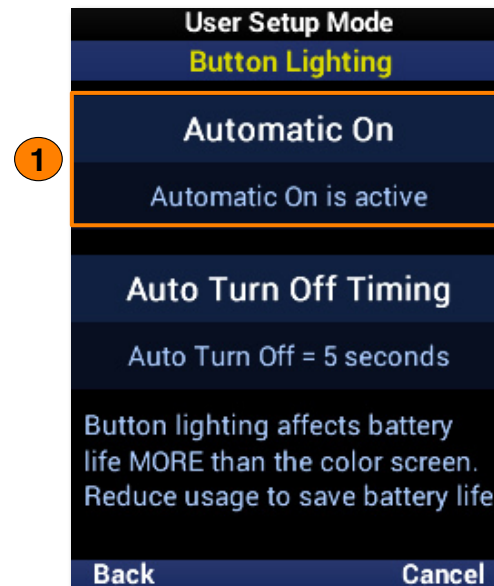 User Setup Mode
Button Lighting
1
Automatic On
Automatic On is active
Auto Turn Off Timing
Auto Turn Off = 5 seconds
Button lighting affects battery
life MORE than the color screen.
Reduce usage to save battery life
Back Cancel